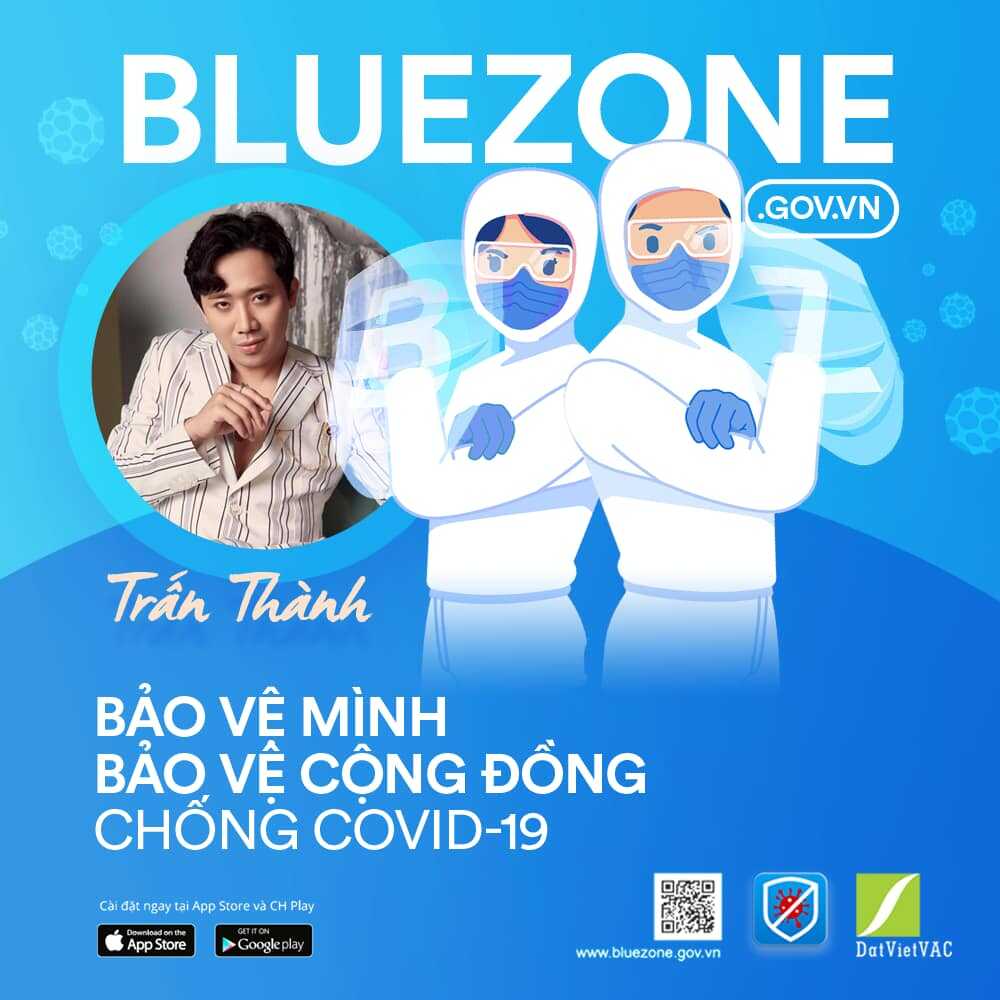 BLUEZONE
.GOV.VN
B Z
Trấn Thành
BẢO VỆ MÌNH
BẢO VỆ CỘNG ĐỒNG
CHỐNG COVID-19
Cài đặt ngay tại App Store và CH Play
Download on the
App Store
GET IT ON
Google play
www.bluezone.gov.vn
DatVietVAC